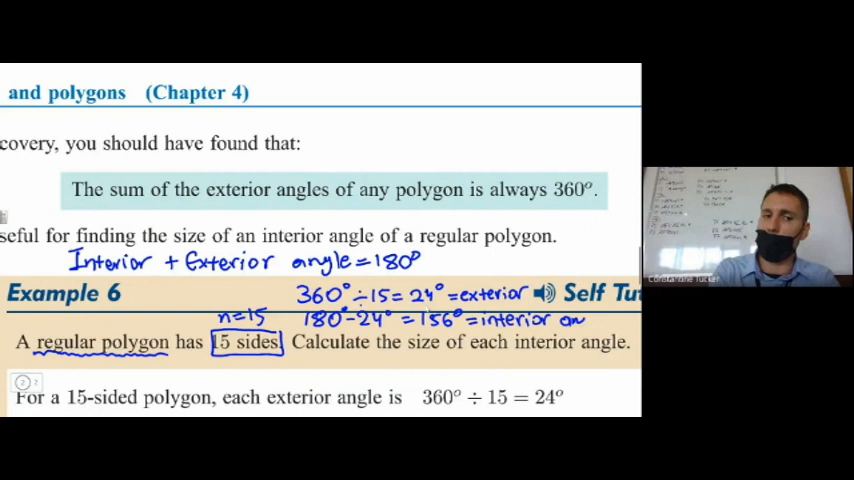 and polygons (Chapter 4)
covery, you should have found that:
The sum of the exterior angles of any polygon is always 360°.
seful for finding the size of an interior angle of a regular polygon.
Interior + Exterior angle = 180°
Example 6
360° ÷ 15 = 24° = exterior
Self Tu
n=15
180° - 24° = 156° = interior an
A regular polygon has 15 sides. Calculate the size of each interior angle.
For a 15-sided polygon, each exterior angle is 360° ÷ 15 = 24°
Constantine Tucker